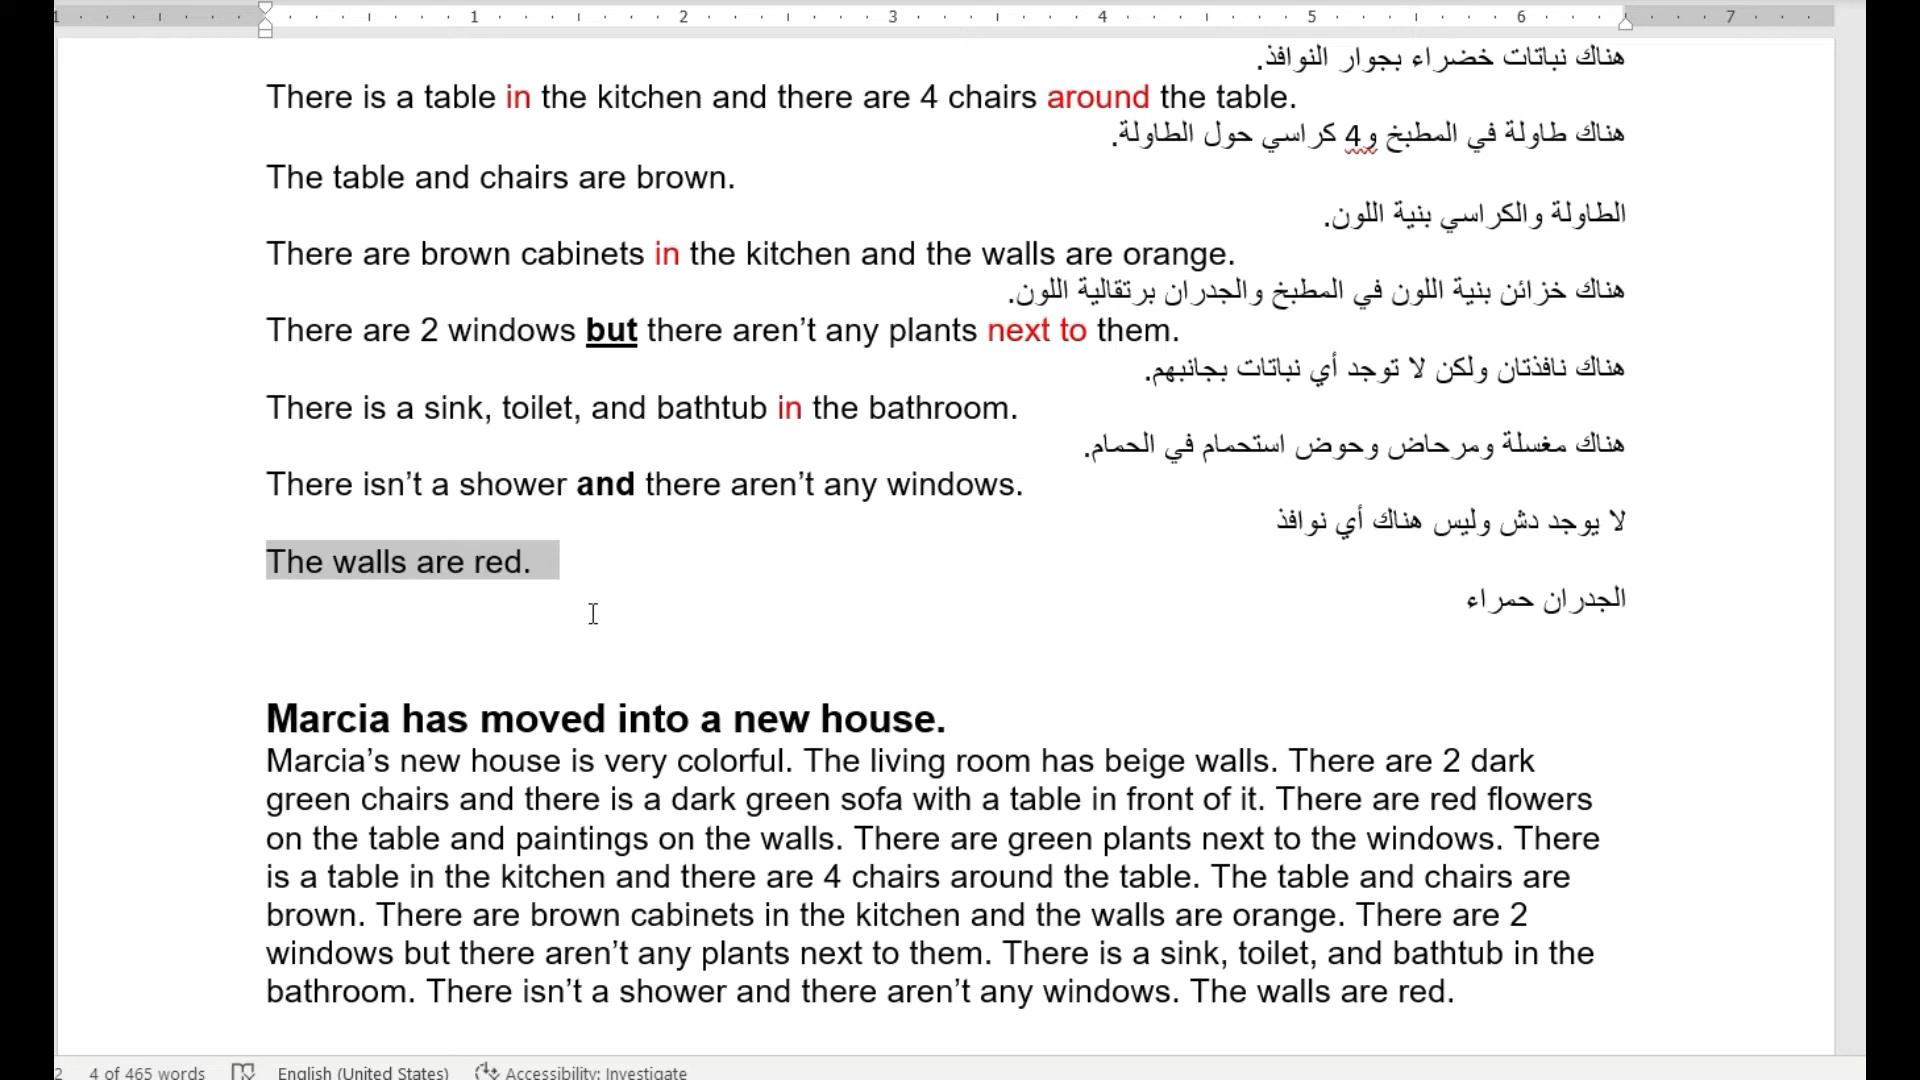 1 1 2 3 4 5 6 7
هناك نباتات خضراء بجوار النوافذ.
There is a table in the kitchen and there are 4 chairs around the table.
هناك طاولة في المطبخ و4 كراسي حول الطاولة.
The table and chairs are brown.
الطاولة والكراسي بنية اللون.
There are brown cabinets in the kitchen and the walls are orange.
هناك خزائن بنية اللون في المطبخ والجدران برتقالية اللون.
There are 2 windows but there aren’t any plants next to them.
هناك نافذتان ولكن لا توجد أي نباتات بجانبهم.
There is a sink, toilet, and bathtub in the bathroom.
هناك مغسلة ومرحاض وحوض استحمام في الحمام.
There isn’t a shower and there aren’t any windows.
لا يوجد دش وليس هناك أي نوافذ
The walls are red.
الجدران حمراء
Marcia has moved into a new house.
Marcia’s new house is very colorful. The living room has beige walls. There are 2 dark
green chairs and there is a dark green sofa with a table in front of it. There are red flowers
on the table and paintings on the walls. There are green plants next to the windows. There
is a table in the kitchen and there are 4 chairs around the table. The table and chairs are
brown. There are brown cabinets in the kitchen and the walls are orange. There are 2
windows but there aren’t any plants next to them. There is a sink, toilet, and bathtub in the
bathroom. There isn’t a shower and there aren’t any windows. The walls are red.
2 4 of 465 words English (United States) Accessibility: Investigate